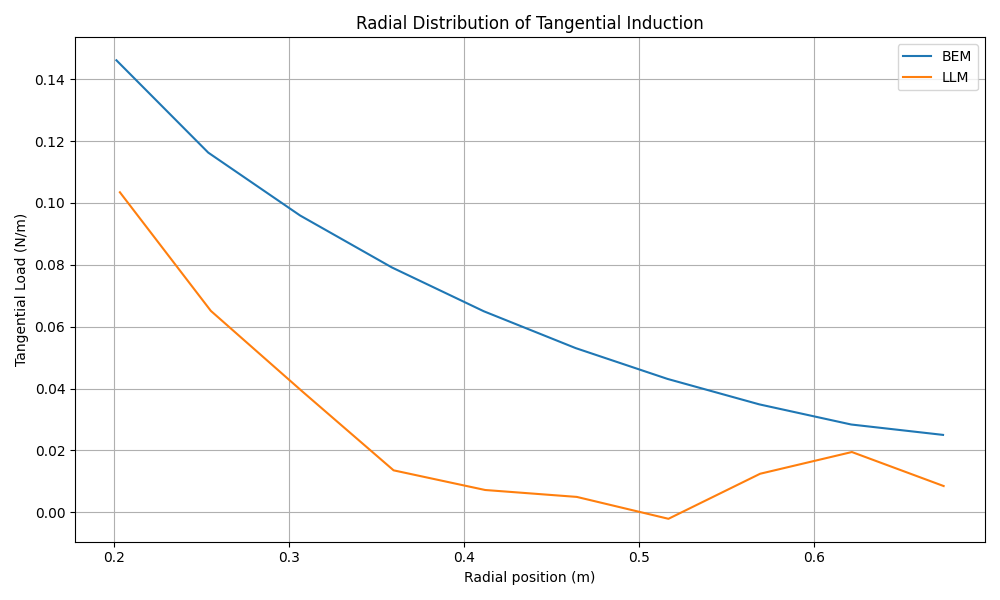 Radial Distribution of Tangential Induction
BEM
LLM
Tangential Load (N/m)
0.14
0.12
0.10
0.08
0.06
0.04
0.02
0.00
0.2 0.3 0.4 0.5 0.6
Radial position (m)